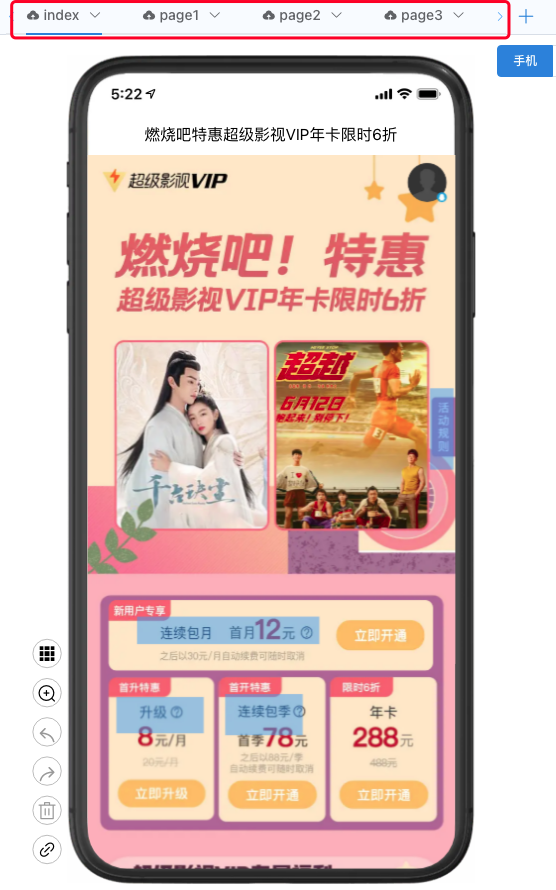 index page1 page2 page3
手机
5:22
燃烧吧特惠超级影视VIP年卡限时6折
超级影视VIP
燃烧吧！特惠
超级影视VIP年卡限时6折
超越
6月12日
千古玦尘
活动规则
新用户专享
连续包月 首月12元
立即开通
之后以30元/月自动续费可随时取消
首升特惠
升级
8元/月
20元/月
立即升级
首开特惠
连续包季
首季78元
之后以88元/季
自动续费可随时取消
立即开通
限时6折
年卡
288元
488元
立即开通